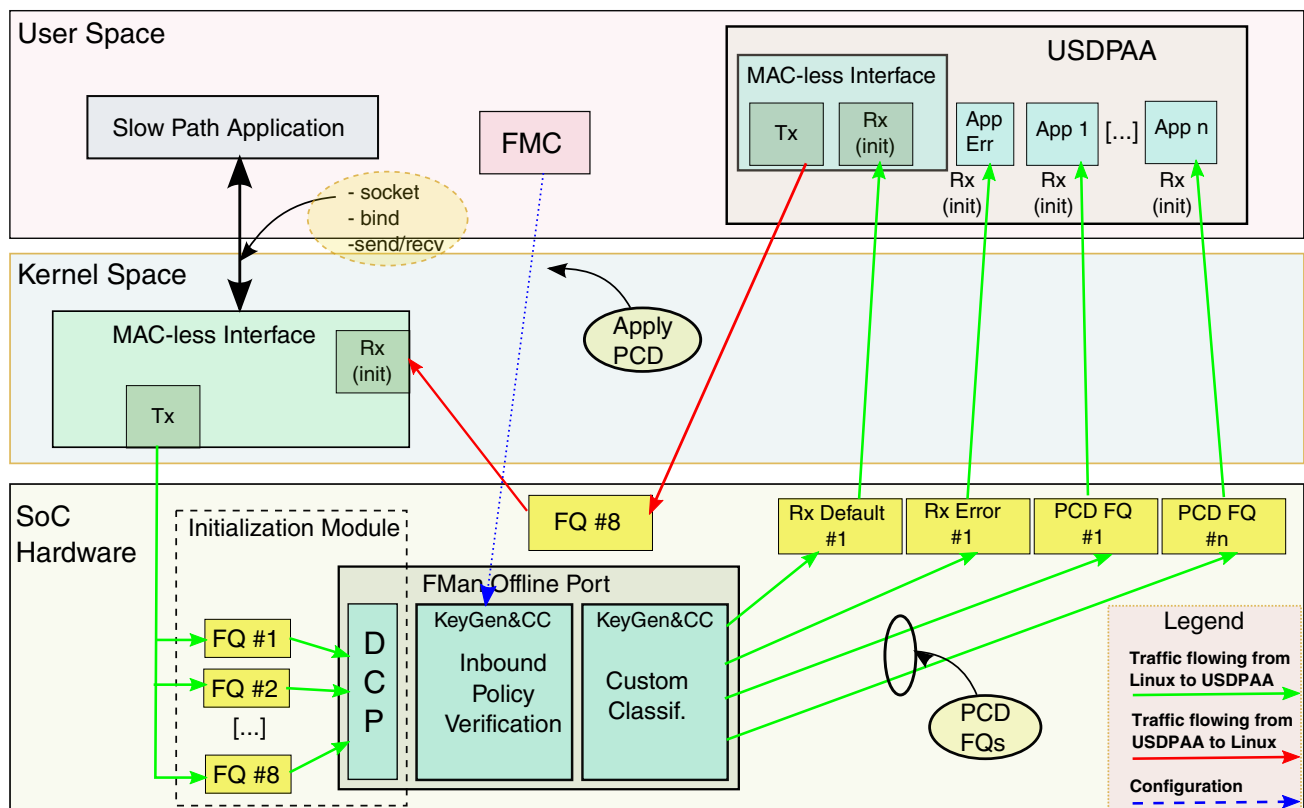 User Space
USDPAA
MAC-less Interface
Tx
Rx
(init)
App
Err
App 1
[...]
App n
Rx
(init)
Rx
(init)
Rx
(init)
Slow Path Application
FMC
- socket
- bind
-send/recv
Kernel Space
MAC-less Interface
Rx
(init)
Tx
Apply
PCD
SoC
Hardware
Initialization Module
FQ #8
Rx Default
#1
Rx Error
#1
PCD FQ
#1
PCD FQ
#n
FMan Offline Port
FQ #1
FQ #2
[...]
FQ #8
D
C
P
KeyGen&CC
Inbound
Policy
Verification
KeyGen&CC
Custom
Classif.
PCD
FQs
Legend
Traffic flowing from
Linux to USDPAA
Traffic flowing from
USDPAA to Linux
Configuration